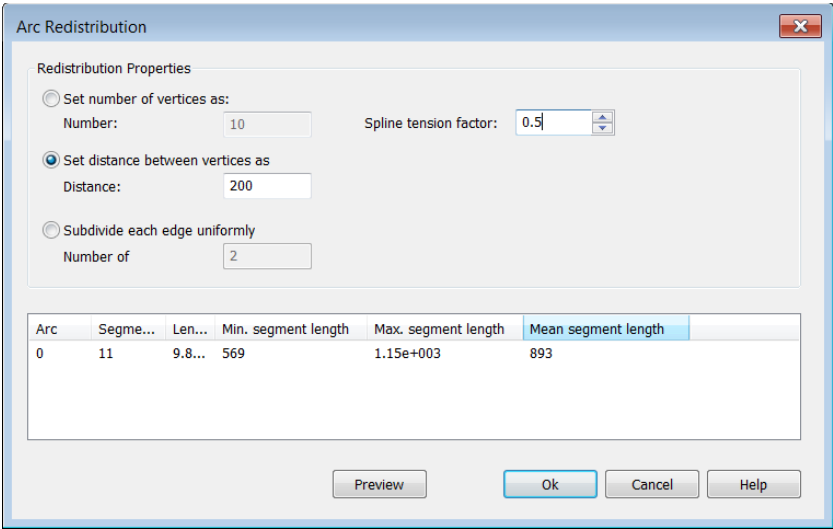 Arc Redistribution
Redistribution Properties
Set number of vertices as:
Number: 10 Spline tension factor: 0.5
Set distance between vertices as
Distance: 200
Subdivide each edge uniformly
Number of 2
Arc Segme... Len... Min. segment length Max. segment length Mean segment length
0 11 9.8... 569 1.15e+003 893
Preview Ok Cancel Help